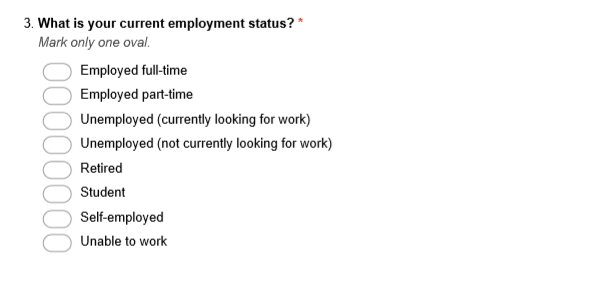 3. What is your current employment status? *
Mark only one oval.
Employed full-time
Employed part-time
Unemployed (currently looking for work)
Unemployed (not currently looking for work)
Retired
Student
Self-employed
Unable to work